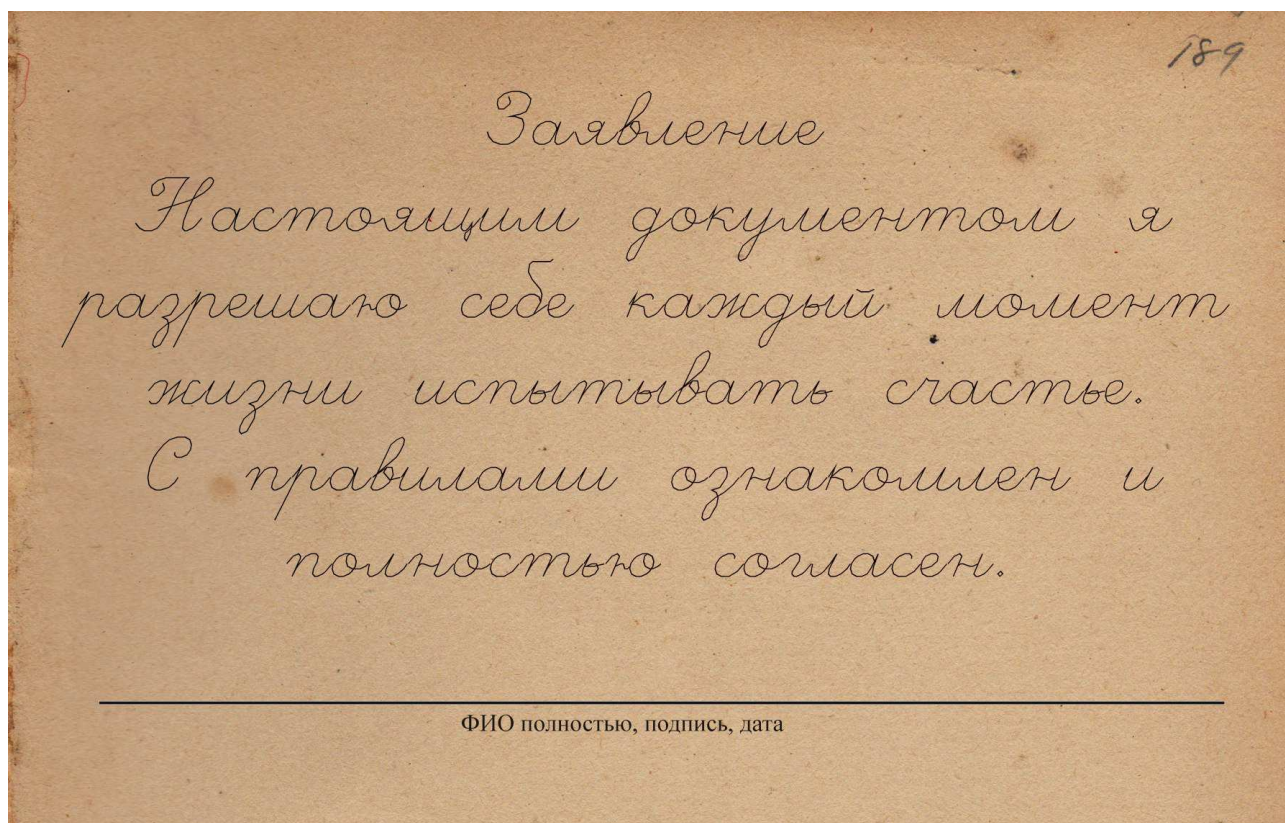 189
Заявление
Настоящим документом я
разрешаю себе каждый момент
жизни испытывать счастье.
С правилами ознакомлен и
полностью согласен.
ФИО полностью, подпись, дата